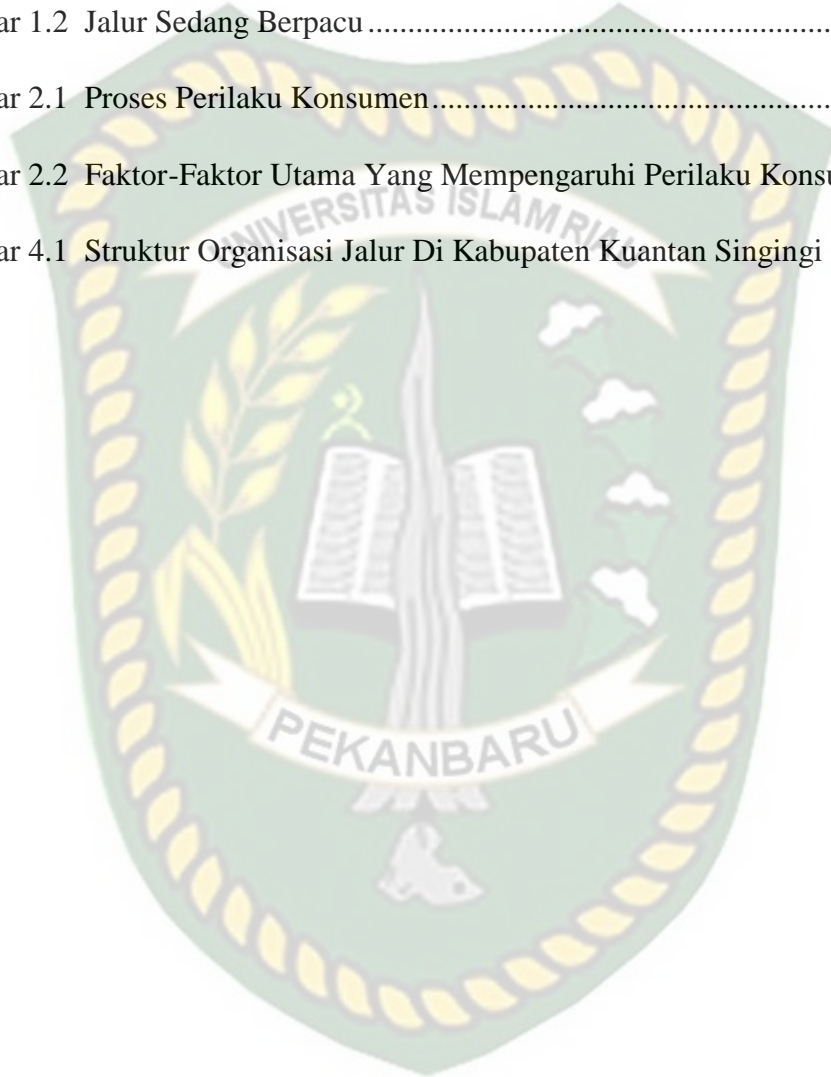 ar 1.2 Jalur Sedang Berpacu ........................................................................
ar 2.1 Proses Perilaku Konsumen ................................................................
ar 2.2 Faktor-Faktor Utama Yang Mempengaruhi Perilaku Konsu
UNIVERSITAS ISLAM RIAU
ar 4.1 Struktur Organisasi Jalur Di Kabupaten Kuantan Singingi
PEKANBARU